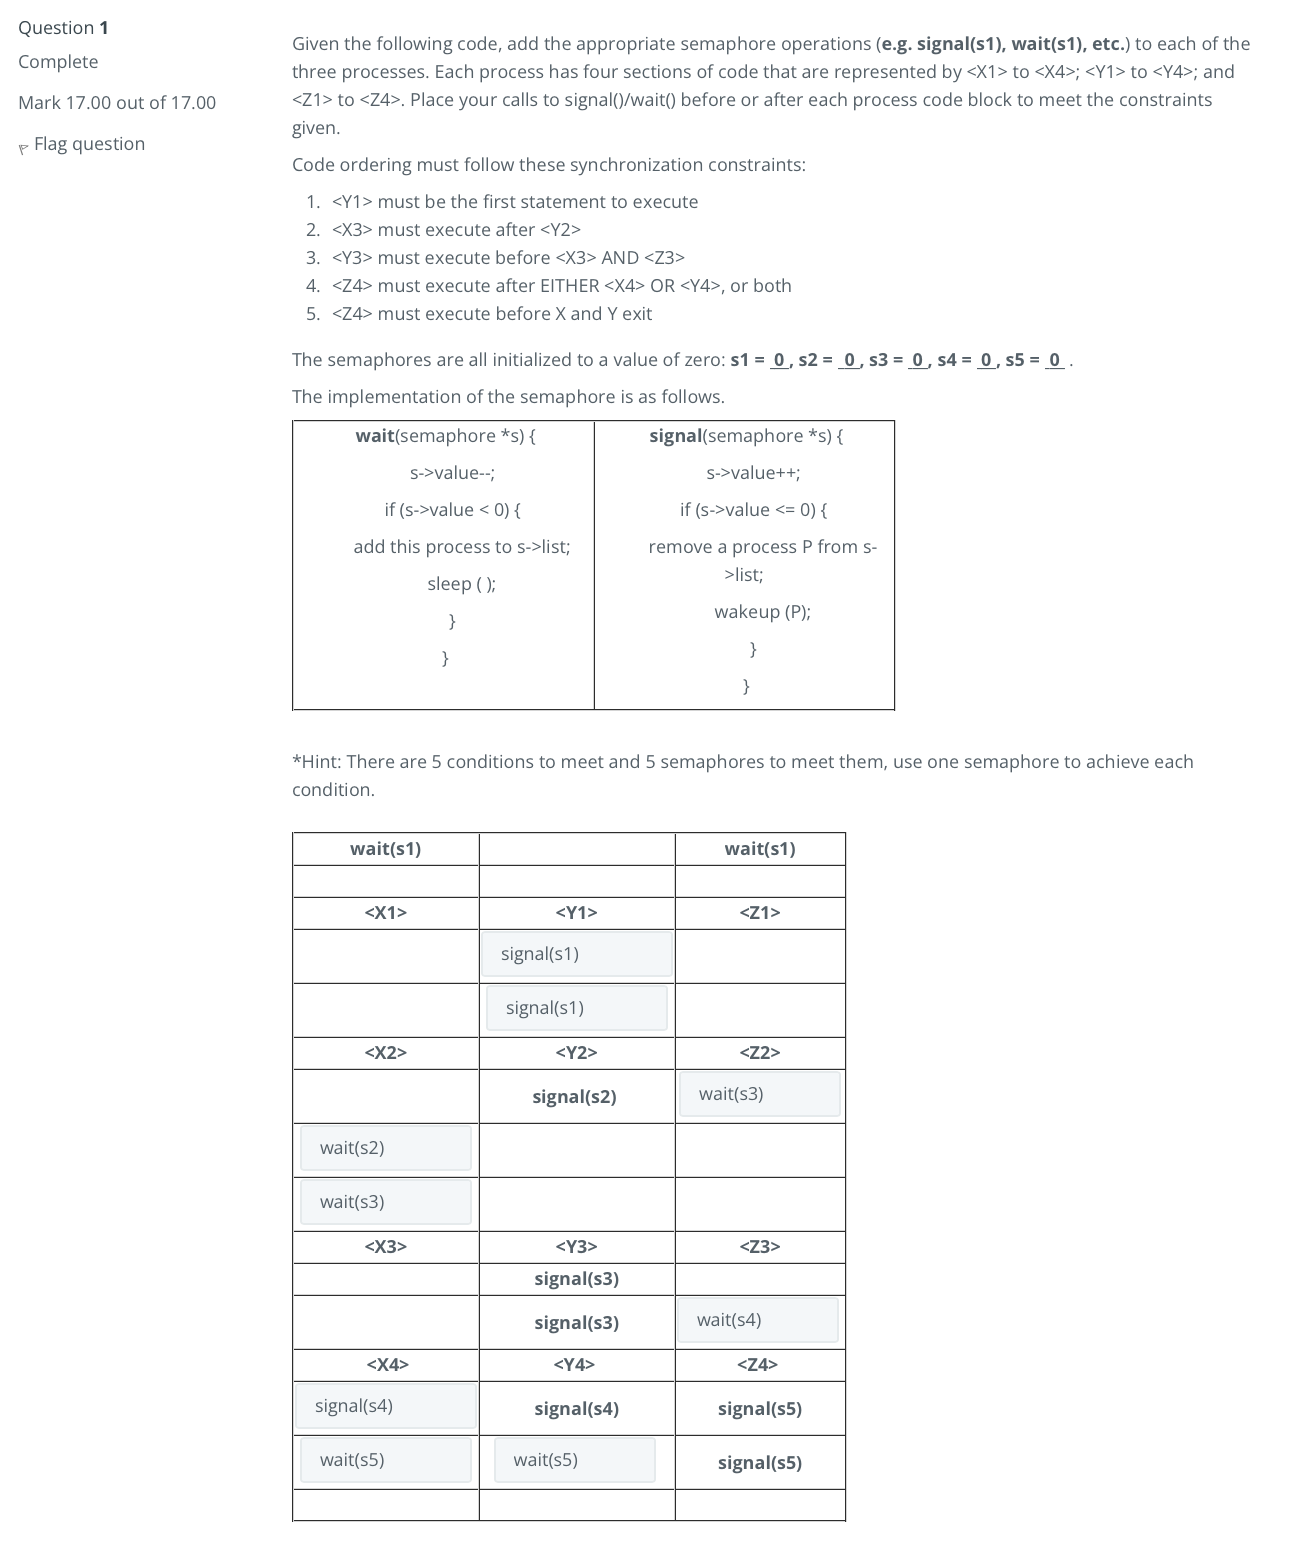 Question 1
Complete
Mark 17.00 out of 17.00
Flag question
Given the following code, add the appropriate semaphore operations (e.g. signal(s1), wait(s1), etc.) to each of the
three processes. Each process has four sections of code that are represented by <X1> to <X4>; <Y1> to <Y4>; and
<Z1> to <Z4>. Place your calls to signal()/wait() before or after each process code block to meet the constraints
given.
Code ordering must follow these synchronization constraints:
1. <Y1> must be the first statement to execute
2. <X3> must execute after <Y2>
3. <Y3> must execute before <X3> AND <Z3>
4. <Z4> must execute after EITHER <X4> OR <Y4>, or both
5. <Z4> must execute before X and Y exit
The semaphores are all initialized to a value of zero: s1 = _0_, s2 = _0_, s3 = _0_, s4 = _0_, s5 = _0_ .
The implementation of the semaphore is as follows.
wait(semaphore *s) {
s->value--;
if (s->value < 0) {
add this process to s->list;
sleep ( );
}
}
signal(semaphore *s) {
s->value++;
if (s->value <= 0) {
remove a process P from s-
>list;
wakeup (P);
}
}
*Hint: There are 5 conditions to meet and 5 semaphores to meet them, use one semaphore to achieve each
condition.
wait(s1) wait(s1)
<X1> <Y1> <Z1>
signal(s1)
signal(s1)
<X2> <Y2> <Z2>
signal(s2) wait(s3)
wait(s2)
wait(s3)
<X3> <Y3> <Z3>
signal(s3)
signal(s3) wait(s4)
<X4> <Y4> <Z4>
signal(s4) signal(s4) signal(s5)
wait(s5) wait(s5) signal(s5)